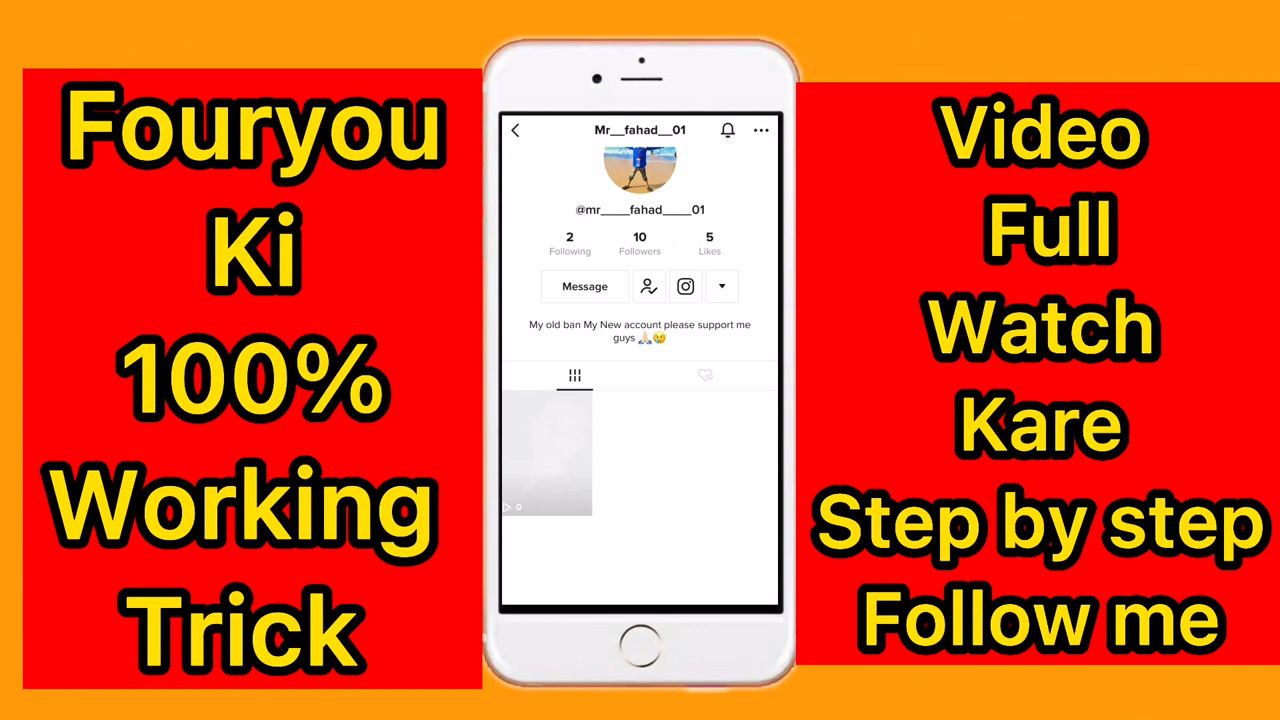 Fouryou
Ki
100%
Working
Trick
Mr__fahad__01
@mr____fahad____01
2 10 5
Following Followers Likes
Message
My old ban My New account please support me
guys 🙏🏻😢
0
Video
Full
Watch
Kare
Step by step
Follow me